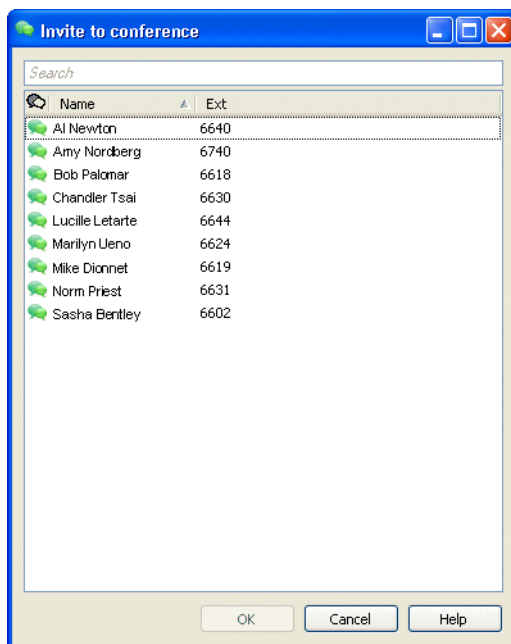 Invite to conference
Search
Name Ext
Al Newton 6640
Amy Nordberg 6740
Bob Palomar 6618
Chandler Tsai 6630
Lucille Letarte 6644
Marilyn Ueno 6624
Mike Dionnet 6619
Norm Priest 6631
Sasha Bentley 6602
OK Cancel Help